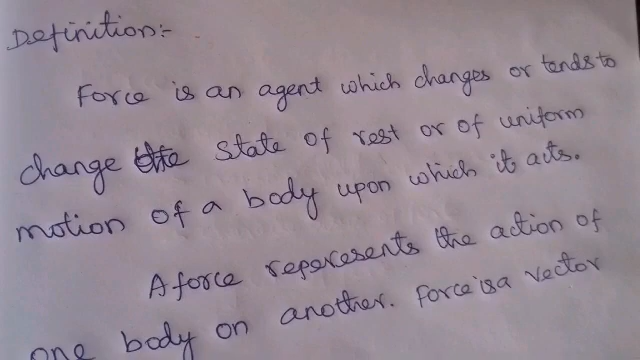 Definition:-
Force is an agent which changes or tends to
change the state of rest or of uniform
motion of a body upon which it acts.
A force reperesents the action of
one body on another. Force is a vector